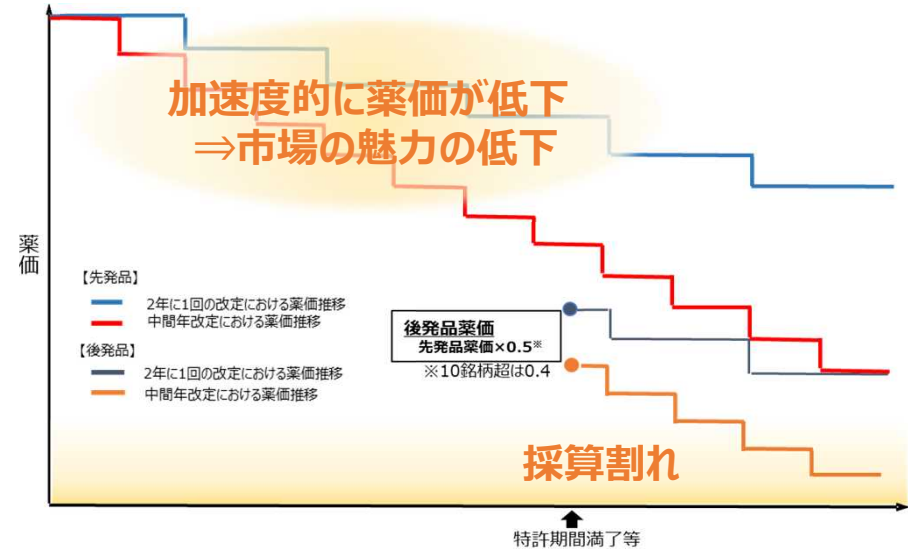 加速度的に薬価が低下
⇒市場の魅力の低下
薬価
【先発品】
2年に1回の改定における薬価推移
中間年改定における薬価推移
【後発品】
2年に1回の改定における薬価推移
中間年改定における薬価推移
後発品薬価
先発品薬価×0.5※
※10銘柄超は0.4
採算割れ
特許期間満了等